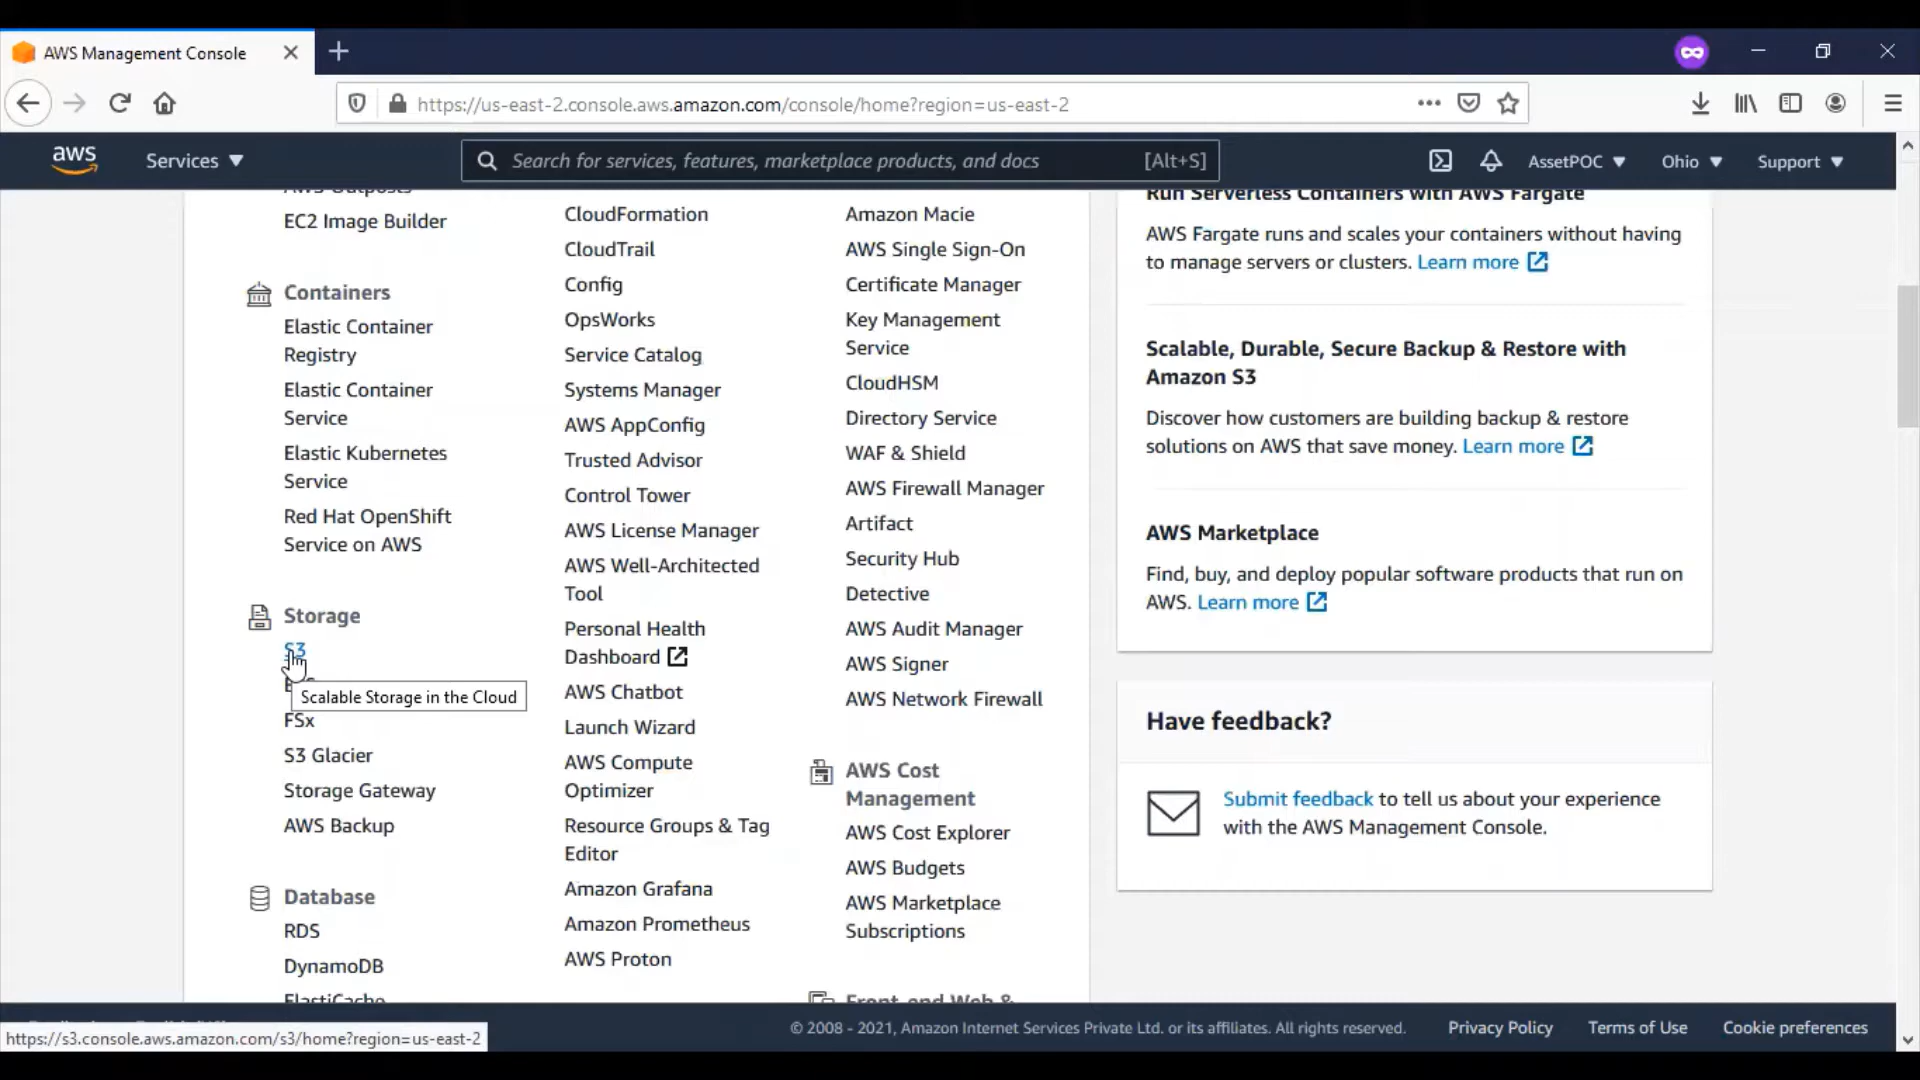 AWS Management Console
https://us-east-2.console.aws.amazon.com/console/home?region=us-east-2
aws
Services
Search for services, features, marketplace products, and docs
[Alt+S]
AssetPOC
Ohio
Support
AWS Outposts
EC2 Image Builder
Containers
Elastic Container
Registry
Elastic Container
Service
Elastic Kubernetes
Service
Red Hat OpenShift
Service on AWS
Storage
S3
Scalable Storage in the Cloud
FSx
S3 Glacier
Storage Gateway
AWS Backup
Database
RDS
DynamoDB
ElastiCache
CloudFormation
CloudTrail
Config
OpsWorks
Service Catalog
Systems Manager
AWS AppConfig
Trusted Advisor
Control Tower
AWS License Manager
AWS Well-Architected
Tool
Personal Health
Dashboard
AWS Chatbot
Launch Wizard
AWS Compute
Optimizer
Resource Groups & Tag
Editor
Amazon Grafana
Amazon Prometheus
AWS Proton
Amazon Macie
AWS Single Sign-On
Certificate Manager
Key Management
Service
CloudHSM
Directory Service
WAF & Shield
AWS Firewall Manager
Artifact
Security Hub
Detective
AWS Audit Manager
AWS Signer
AWS Network Firewall
AWS Cost
Management
AWS Cost Explorer
AWS Budgets
AWS Marketplace
Subscriptions
Front-end Web &
Run Serverless Containers with AWS Fargate
AWS Fargate runs and scales your containers without having
to manage servers or clusters. Learn more
Scalable, Durable, Secure Backup & Restore with
Amazon S3
Discover how customers are building backup & restore
solutions on AWS that save money. Learn more
AWS Marketplace
Find, buy, and deploy popular software products that run on
AWS. Learn more
Have feedback?
Submit feedback to tell us about your experience
with the AWS Management Console.
© 2008 - 2021, Amazon Internet Services Private Ltd. or its affiliates. All rights reserved.
Privacy Policy
Terms of Use
Cookie preferences
https://s3.console.aws.amazon.com/s3/home?region=us-east-2